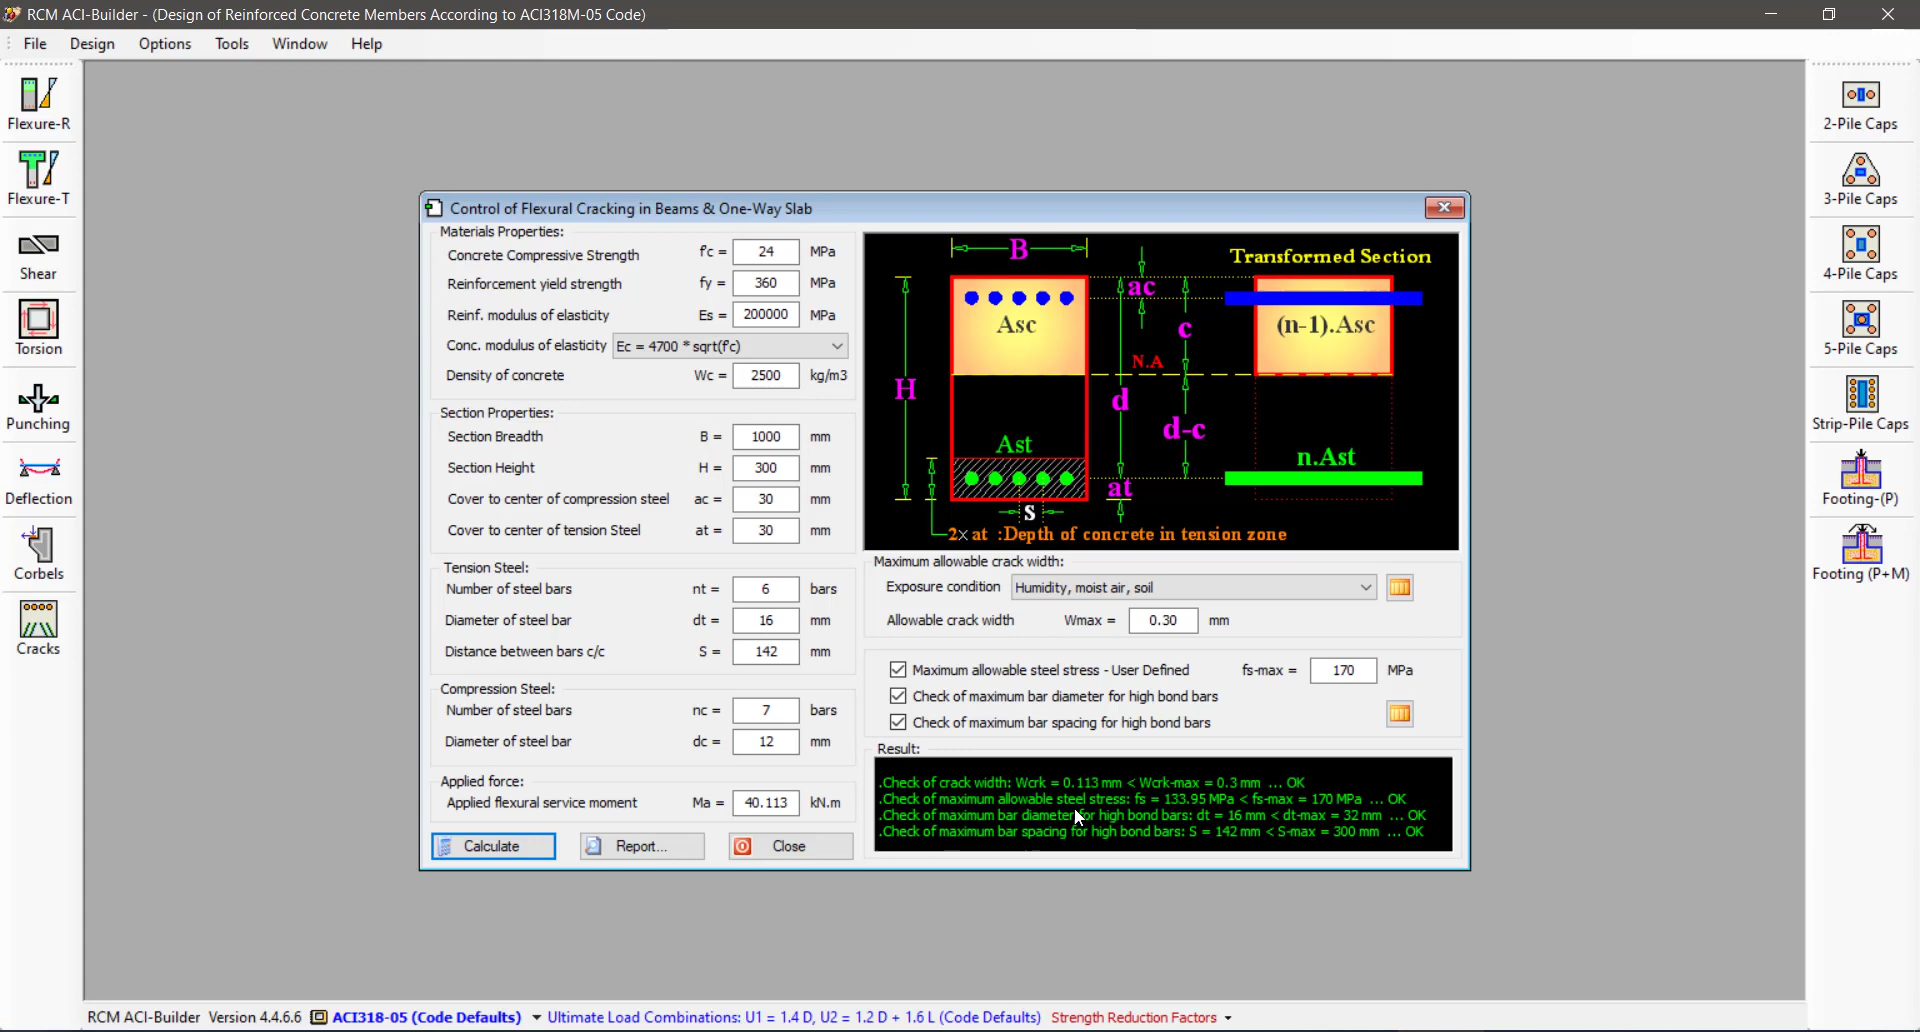 RCM ACI-Builder - (Design of Reinforced Concrete Members According to ACI318M-05 Code)
File Design Options Tools Window Help
Flexure-R
Flexure-T
Shear
Torsion
Punching
Deflection
Corbels
Cracks
Control of Flexural Cracking in Beams & One-Way Slab
Materials Properties:
Concrete Compressive Strength f'c = 24 MPa
Reinforcement yield strength fy = 360 MPa
Reinf. modulus of elasticity Es = 200000 MPa
Conc. modulus of elasticity Ec = 4700 * sqrt(f'c)
Density of concrete Wc = 2500 kg/m3
Section Properties:
Section Breadth B = 1000 mm
Section Height H = 300 mm
Cover to center of compression steel ac = 30 mm
Cover to center of tension Steel at = 30 mm
Tension Steel:
Number of steel bars nt = 6 bars
Diameter of steel bar dt = 16 mm
Distance between bars c/c S = 142 mm
Compression Steel:
Number of steel bars nc = 7 bars
Diameter of steel bar dc = 12 mm
Applied force:
Applied flexural service moment Ma = 40.113 kN.m
Calculate Report... Close
B
Transformed Section
ac
Asc
c
(n-1).Asc
N.A
H
d
d-c
Ast
n.Ast
at
s
2x at :Depth of concrete in tension zone
Maximum allowable crack width:
Exposure condition Humidity, moist air, soil
Allowable crack width Wmax = 0.30 mm
Maximum allowable steel stress - User Defined fs-max = 170 MPa
Check of maximum bar diameter for high bond bars
Check of maximum bar spacing for high bond bars
Result:
.Check of crack width: Wcrk = 0.113 mm < Wcrk-max = 0.3 mm ... OK
.Check of maximum allowable steel stress: fs = 133.95 MPa < fs-max = 170 MPa ... OK
.Check of maximum bar diameter for high bond bars: dt = 16 mm < dt-max = 32 mm ... OK
.Check of maximum bar spacing for high bond bars: S = 142 mm < S-max = 300 mm ... OK
2-Pile Caps
3-Pile Caps
4-Pile Caps
5-Pile Caps
Strip-Pile Caps
Footing-(P)
Footing (P+M)
RCM ACI-Builder Version 4.4.6.6 ACI318-05 (Code Defaults) Ultimate Load Combinations: U1 = 1.4 D, U2 = 1.2 D + 1.6 L (Code Defaults) Strength Reduction Factors